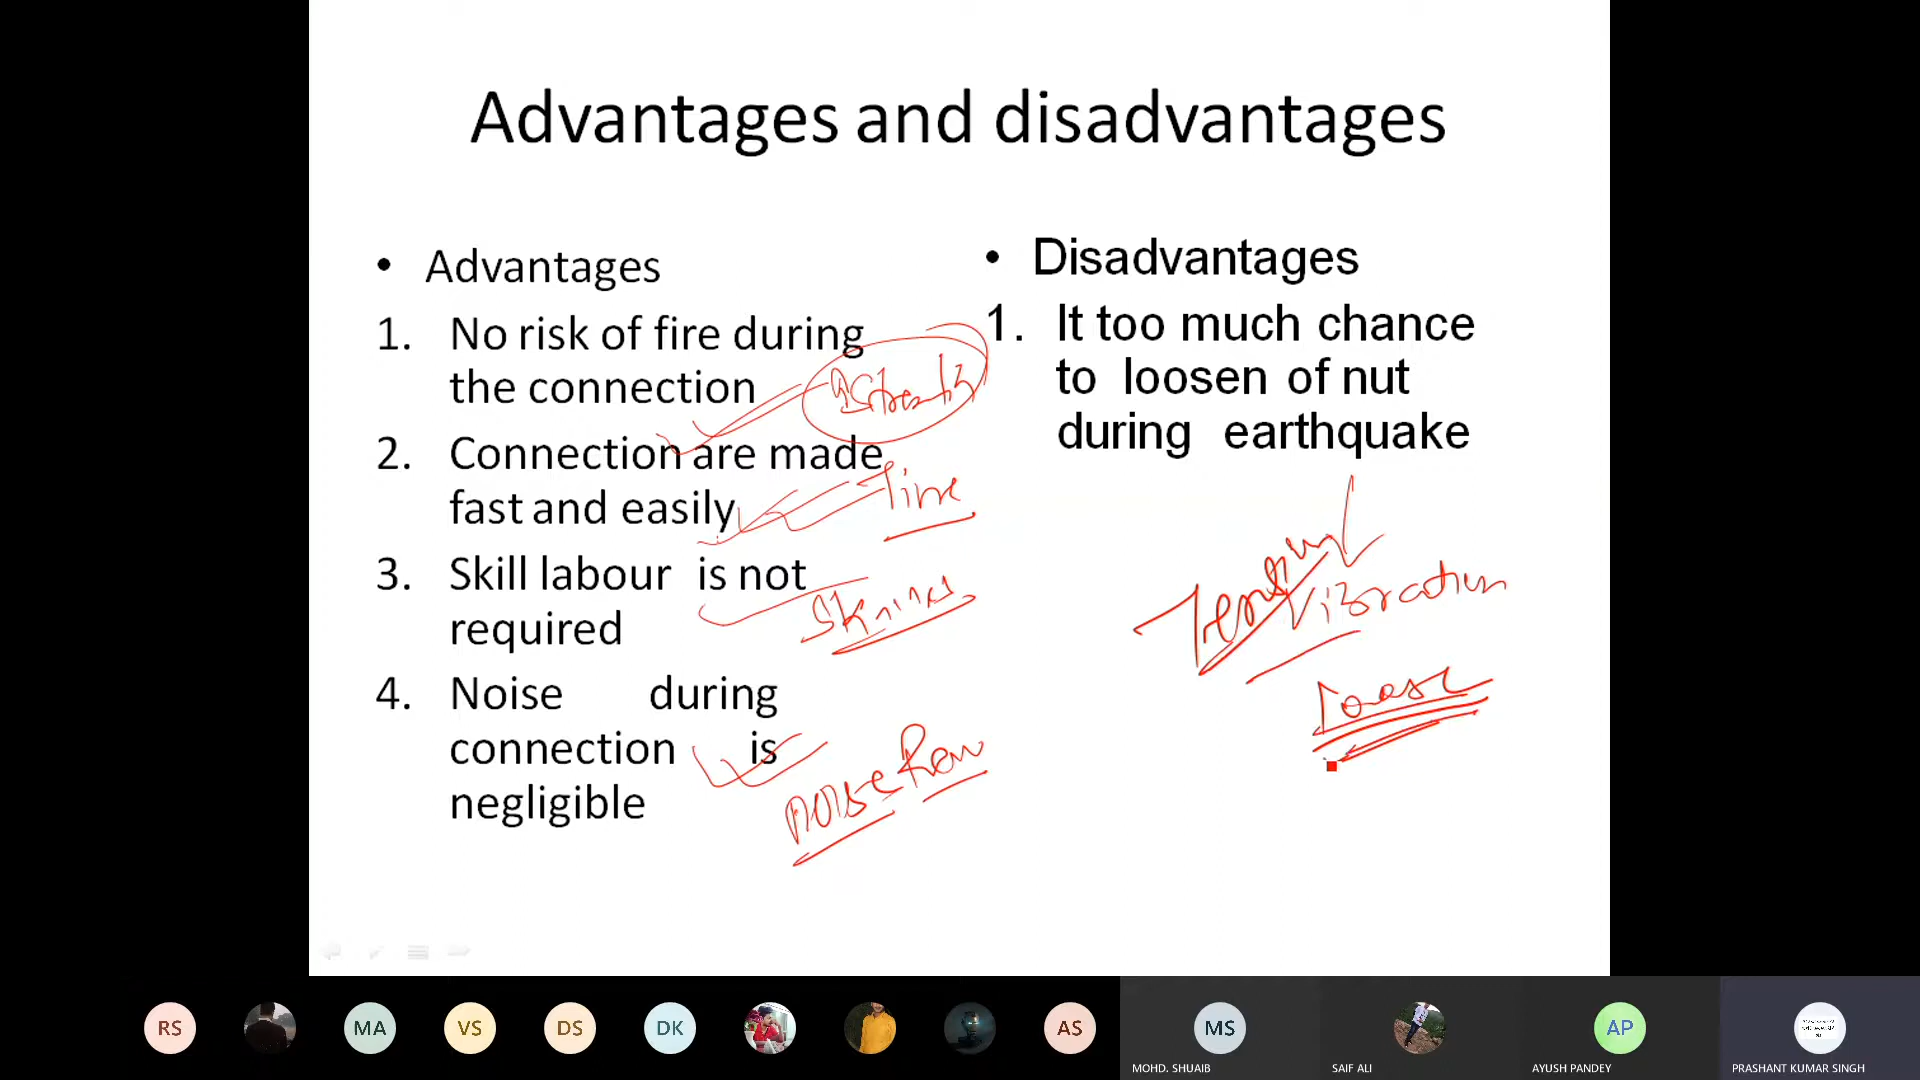 Advantages and disadvantages
• Advantages
1. No risk of fire during
the connection
2. Connection are made
fast and easily
3. Skill labour is not
required
4. Noise during
connection is
negligible
Time
noise
• Disadvantages
1. It too much chance
to loosen of nut
during earthquake
Tension
Vibration
Loose
RS
MA
VS
DS
DK
AS
MS
AP
MOHD. SHUAIB
SAIF ALI
AYUSH PANDEY
PRASHANT KUMAR SINGH